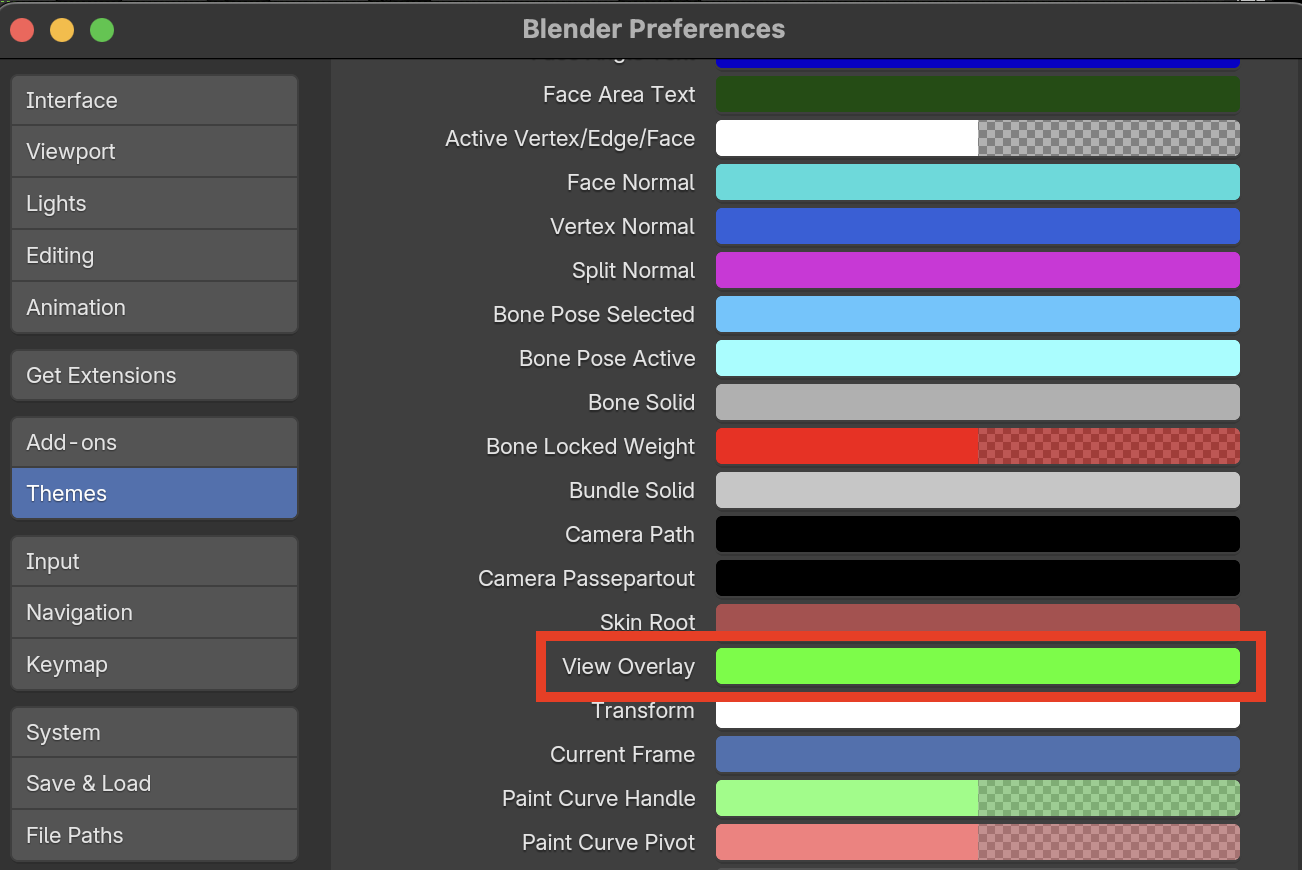 Blender Preferences
Interface
Viewport
Lights
Editing
Animation
Get Extensions
Add-ons
Themes
Input
Navigation
Keymap
System
Save & Load
File Paths
Face Area Text
Active Vertex/Edge/Face
Face Normal
Vertex Normal
Split Normal
Bone Pose Selected
Bone Pose Active
Bone Solid
Bone Locked Weight
Bundle Solid
Camera Path
Camera Passepartout
Skin Root
View Overlay
Transform
Current Frame
Paint Curve Handle
Paint Curve Pivot